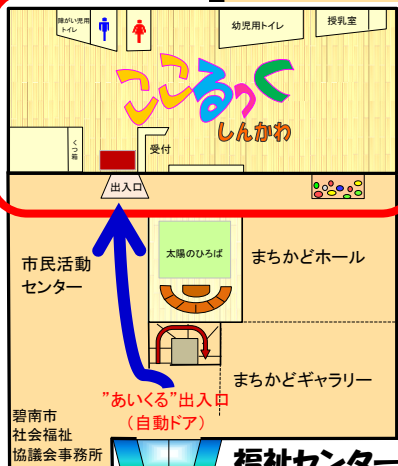 障がい児用
トイレ
幼児用トイレ
授乳室
こころっく
しんかわ
くつ箱
受付
出入口
太陽のひろば
市民活動
センター
まちかどホール
まちかどギャラリー
”あいくる”出入口
（自動ドア）
碧南市
社会福祉
協議会事務所
福祉センター